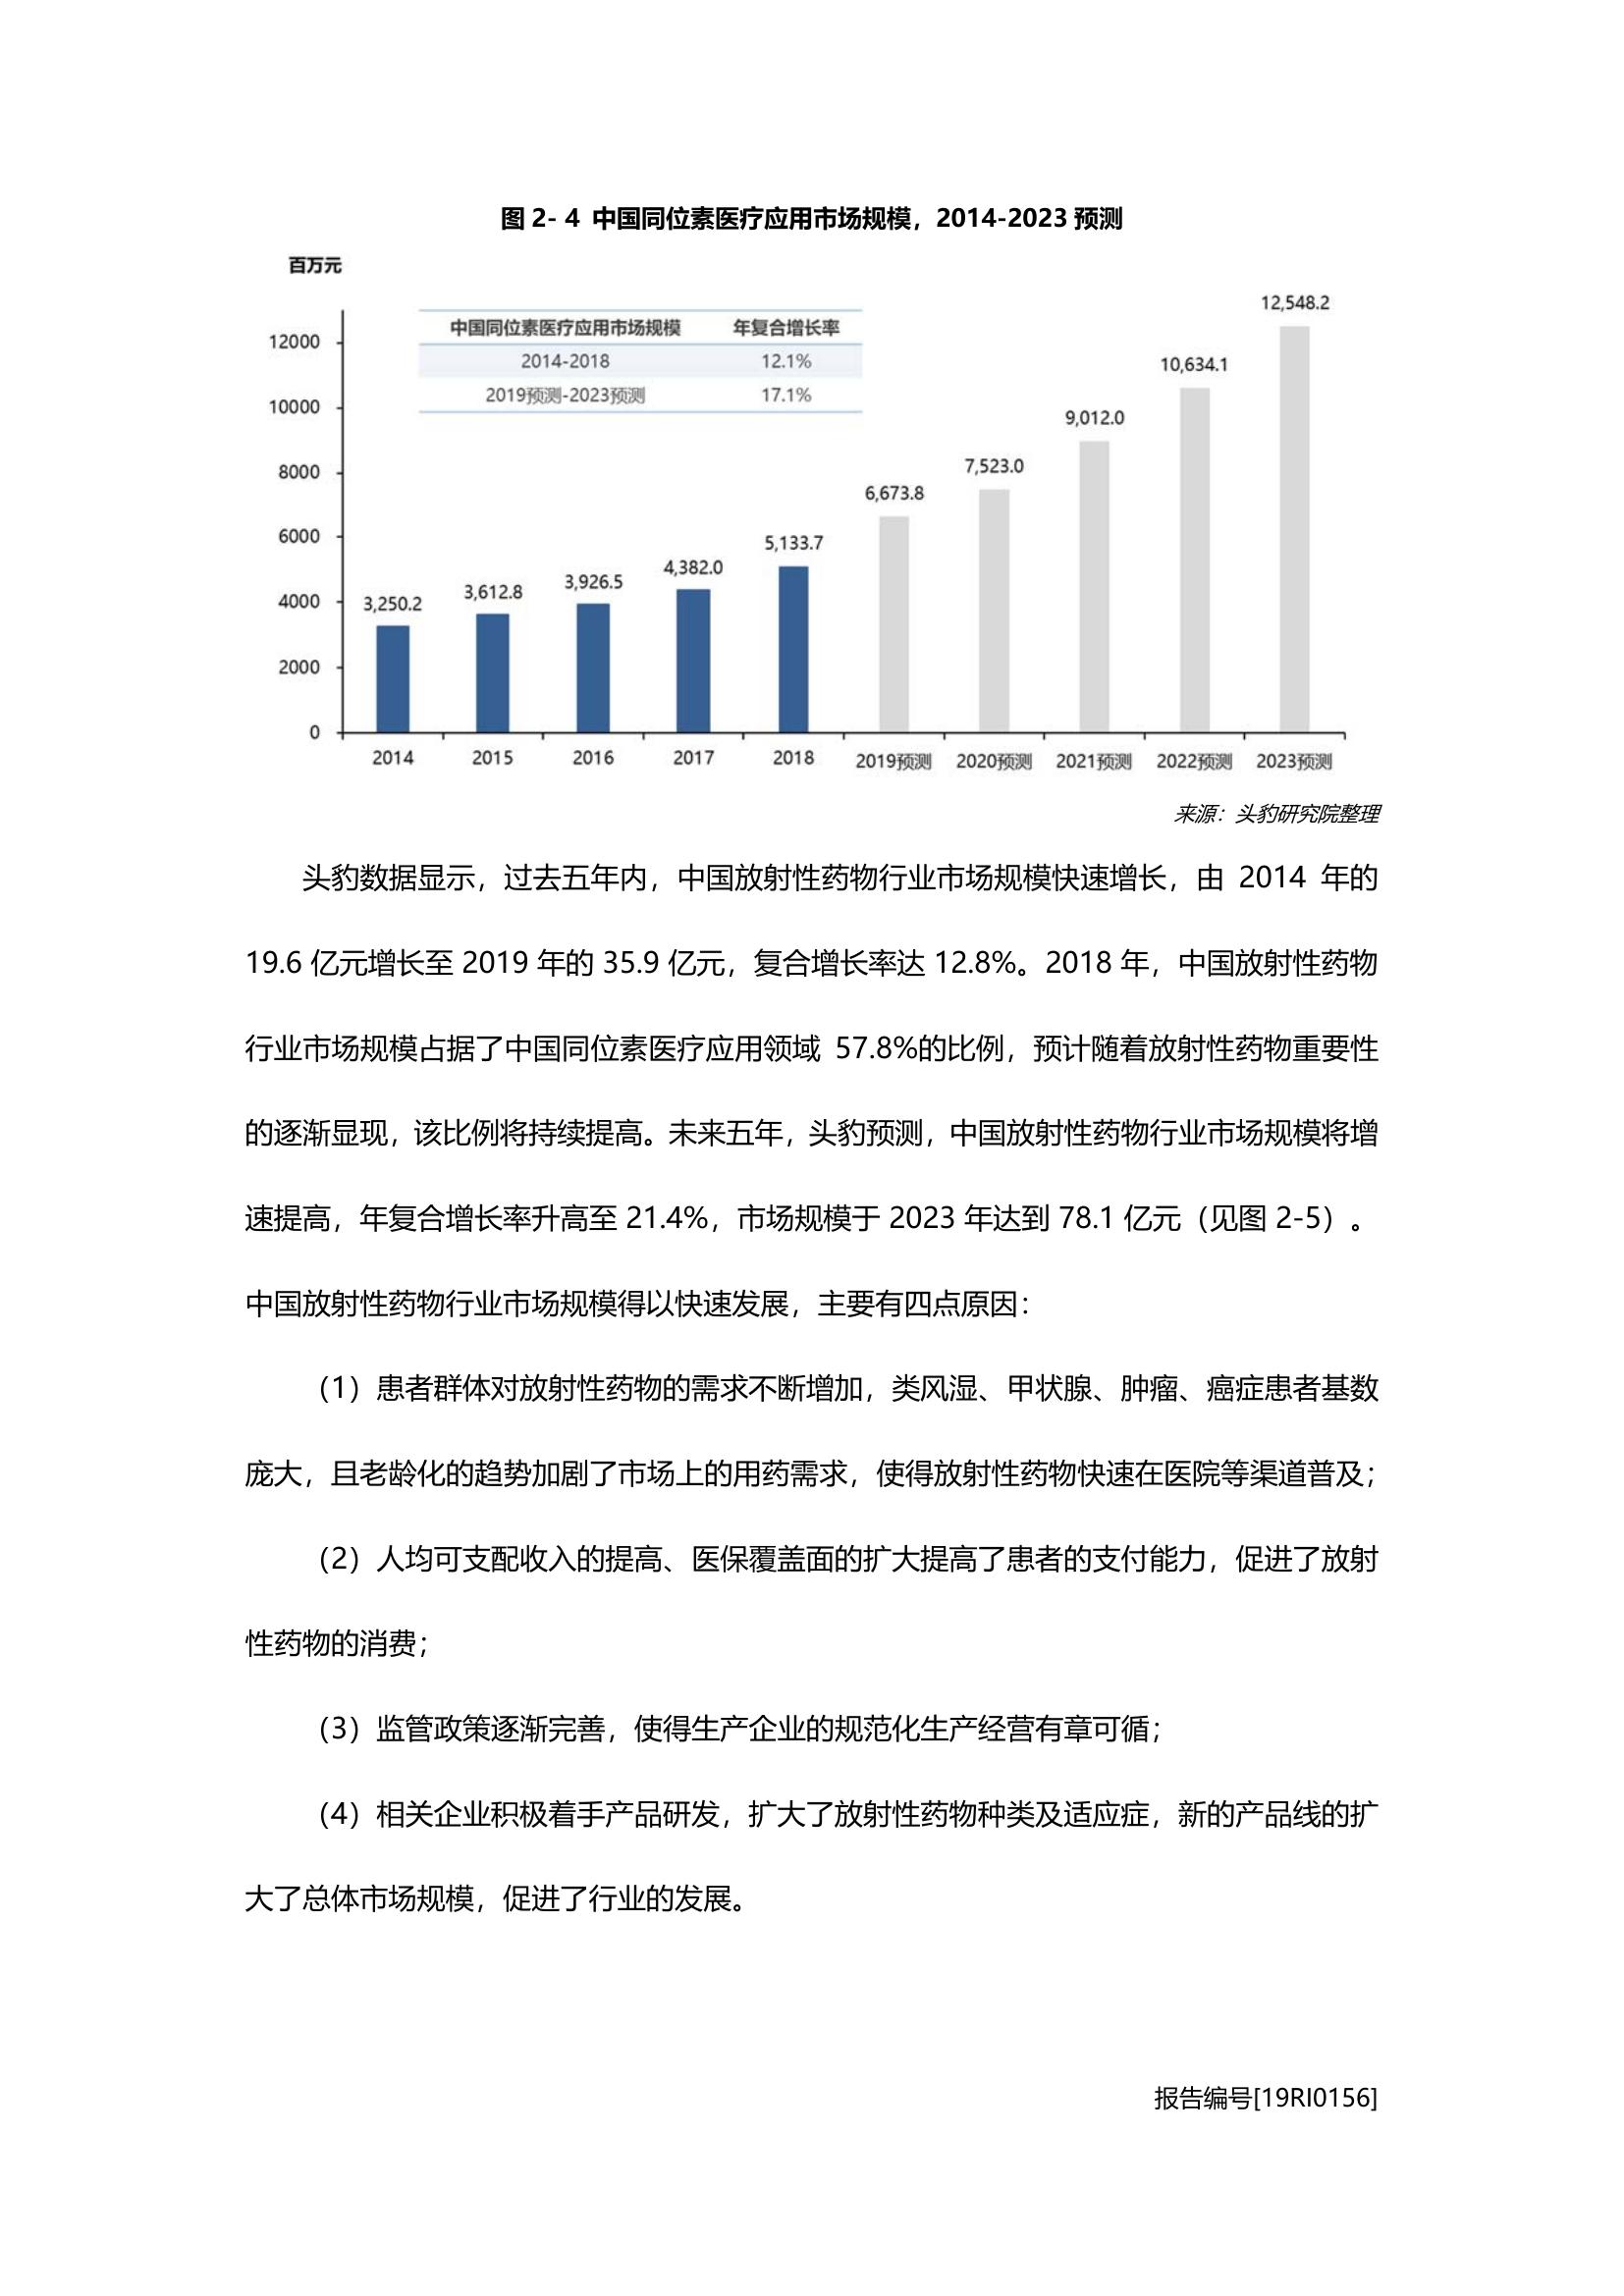 图 2- 4 中国同位素医疗应用市场规模，2014-2023 预测
百万元
12,548.2
中国同位素医疗应用市场规模 年复合增长率
12000
2014-2018 12.1%
10,634.1
2019预测-2023预测 17.1%
10000
9,012.0
8000
7,523.0
6,673.8
6000
5,133.7
4,382.0
3,926.5
3,612.8
4000
3,250.2
2000
0
2014 2015 2016 2017 2018 2019预测 2020预测 2021预测 2022预测 2023预测
来源：头豹研究院整理
头豹数据显示，过去五年内，中国放射性药物行业市场规模快速增长，由 2014 年的
19.6 亿元增长至 2019 年的 35.9 亿元，复合增长率达 12.8%。2018 年，中国放射性药物
行业市场规模占据了中国同位素医疗应用领域 57.8%的比例，预计随着放射性药物重要性
的逐渐显现，该比例将持续提高。未来五年，头豹预测，中国放射性药物行业市场规模将增
速提高，年复合增长率升高至 21.4%，市场规模于 2023 年达到 78.1 亿元（见图 2-5）。
中国放射性药物行业市场规模得以快速发展，主要有四点原因：
（1）患者群体对放射性药物的需求不断增加，类风湿、甲状腺、肿瘤、癌症患者基数
庞大，且老龄化的趋势加剧了市场上的用药需求，使得放射性药物快速在医院等渠道普及；
（2）人均可支配收入的提高、医保覆盖面的扩大提高了患者的支付能力，促进了放射
性药物的消费；
（3）监管政策逐渐完善，使得生产企业的规范化生产经营有章可循；
（4）相关企业积极着手产品研发，扩大了放射性药物种类及适应症，新的产品线的扩
大了总体市场规模，促进了行业的发展。
报告编号[19RI0156]